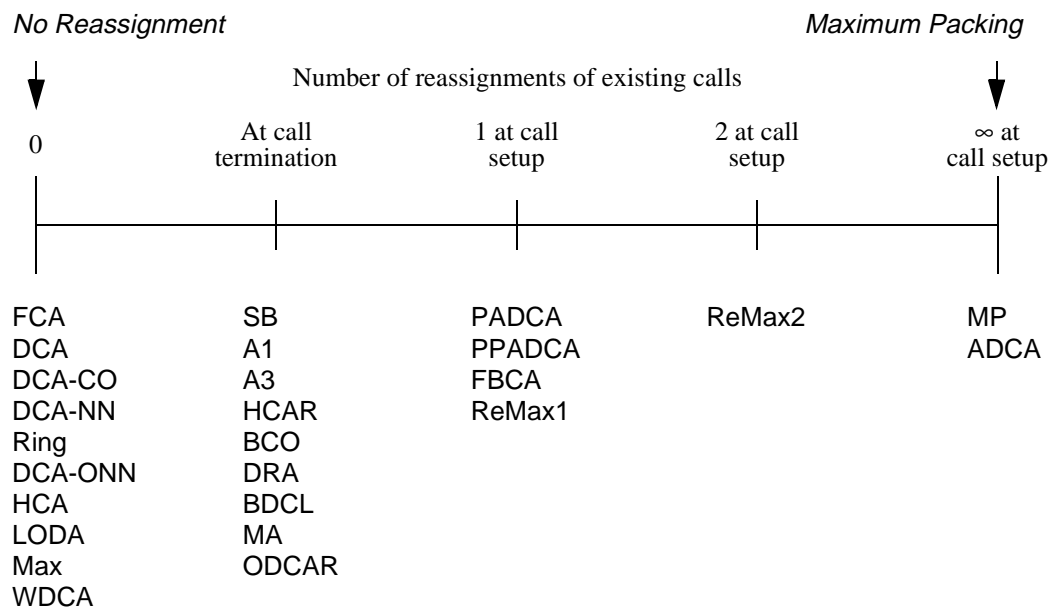 No Reassignment
Maximum Packing
Number of reassignments of existing calls
0
At call
termination
1 at call
setup
2 at call
setup
∞ at
call setup
FCA
DCA
DCA-CO
DCA-NN
Ring
DCA-ONN
HCA
LODA
Max
WDCA
SB
A1
A3
HCAR
BCO
DRA
BDCL
MA
ODCAR
PADCA
PPADCA
FBCA
ReMax1
ReMax2
MP
ADCA